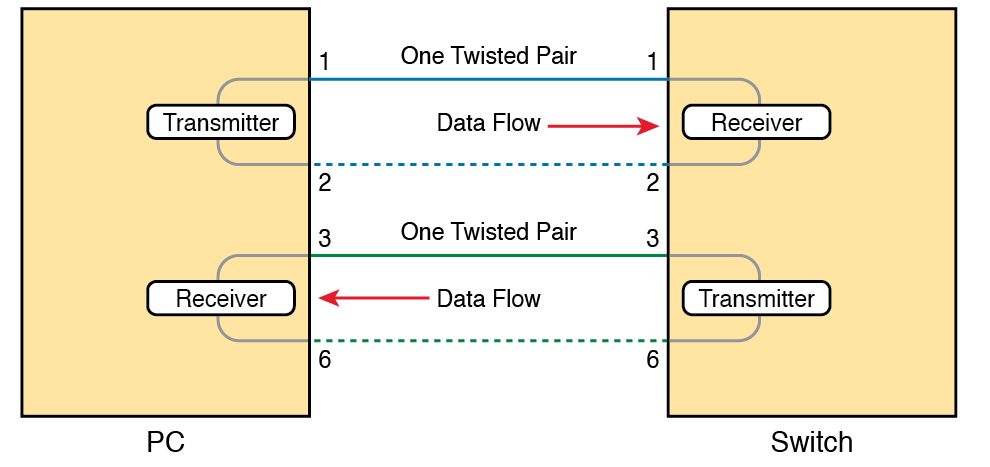 1 One Twisted Pair 1
Transmitter Data Flow Receiver
2 2
3 One Twisted Pair 3
Receiver Data Flow Transmitter
6 6
PC Switch